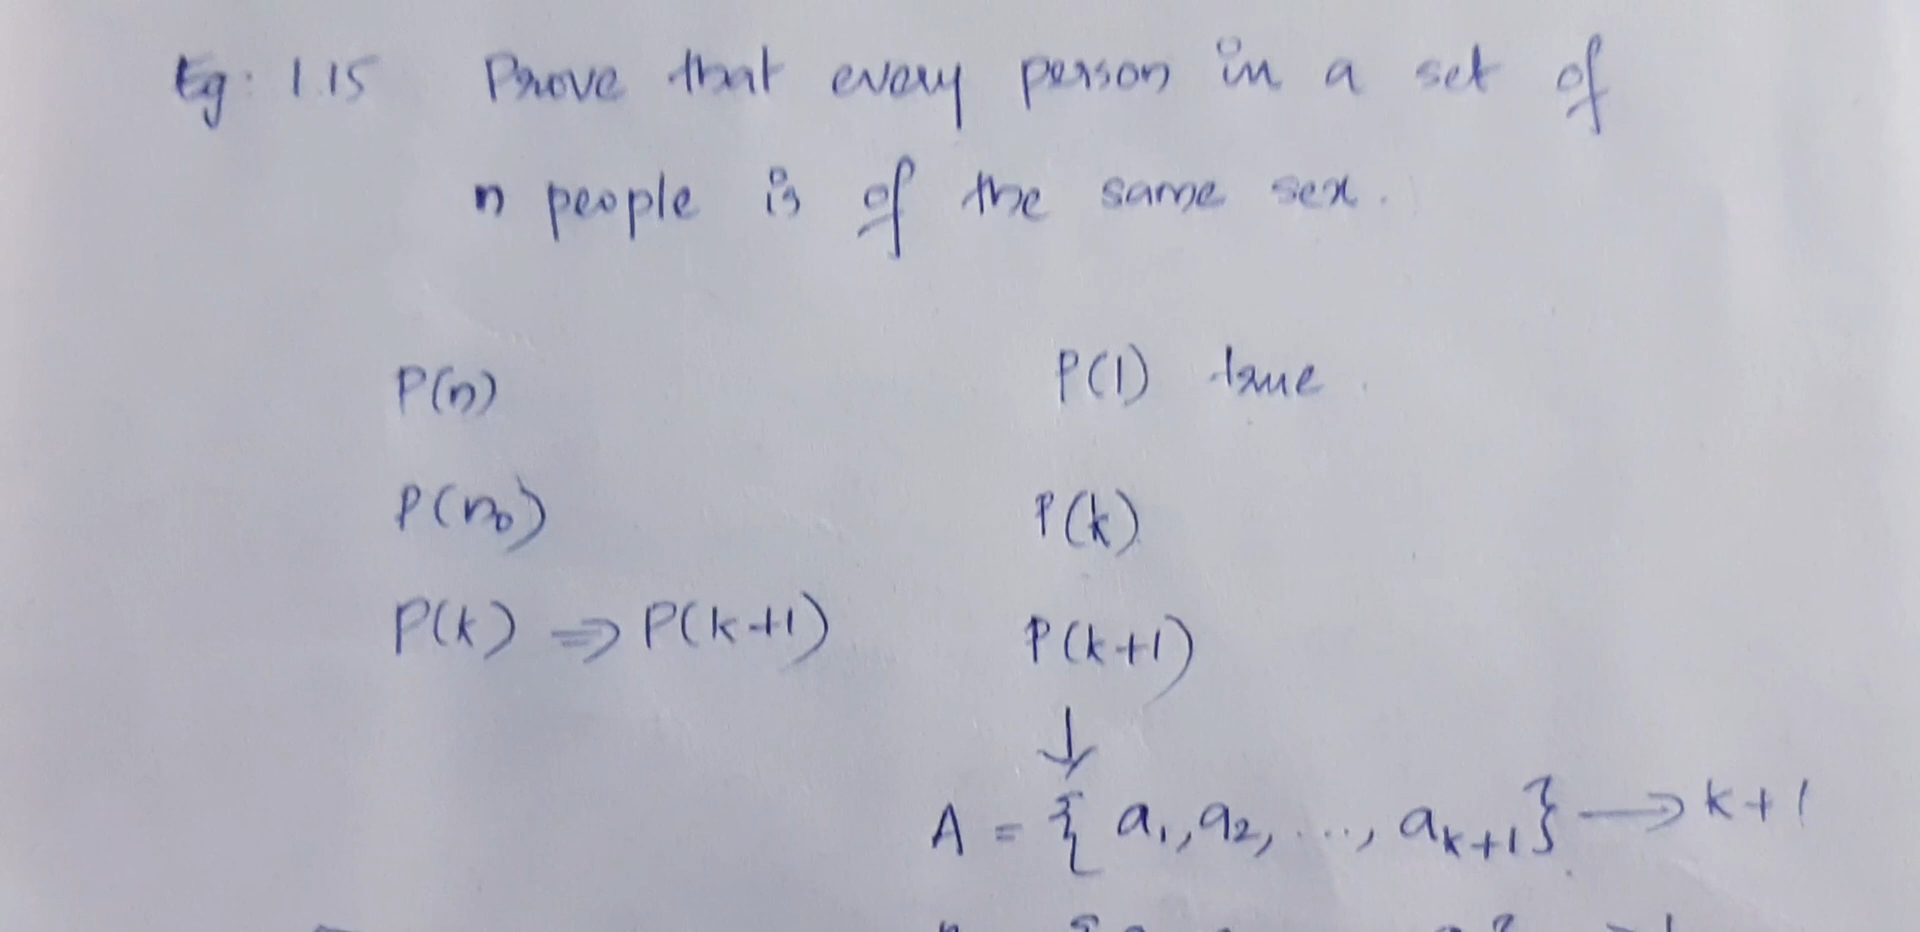 Eg: 1.15 Prove that every person in a set of
n people is of the same sex.
P(n) P(1) true.
P(n₀) P(k)
P(k) ⇒ P(k+1) P(k+1)
↓
A = { a₁, a₂, ..., aₖ₊₁} → k+1